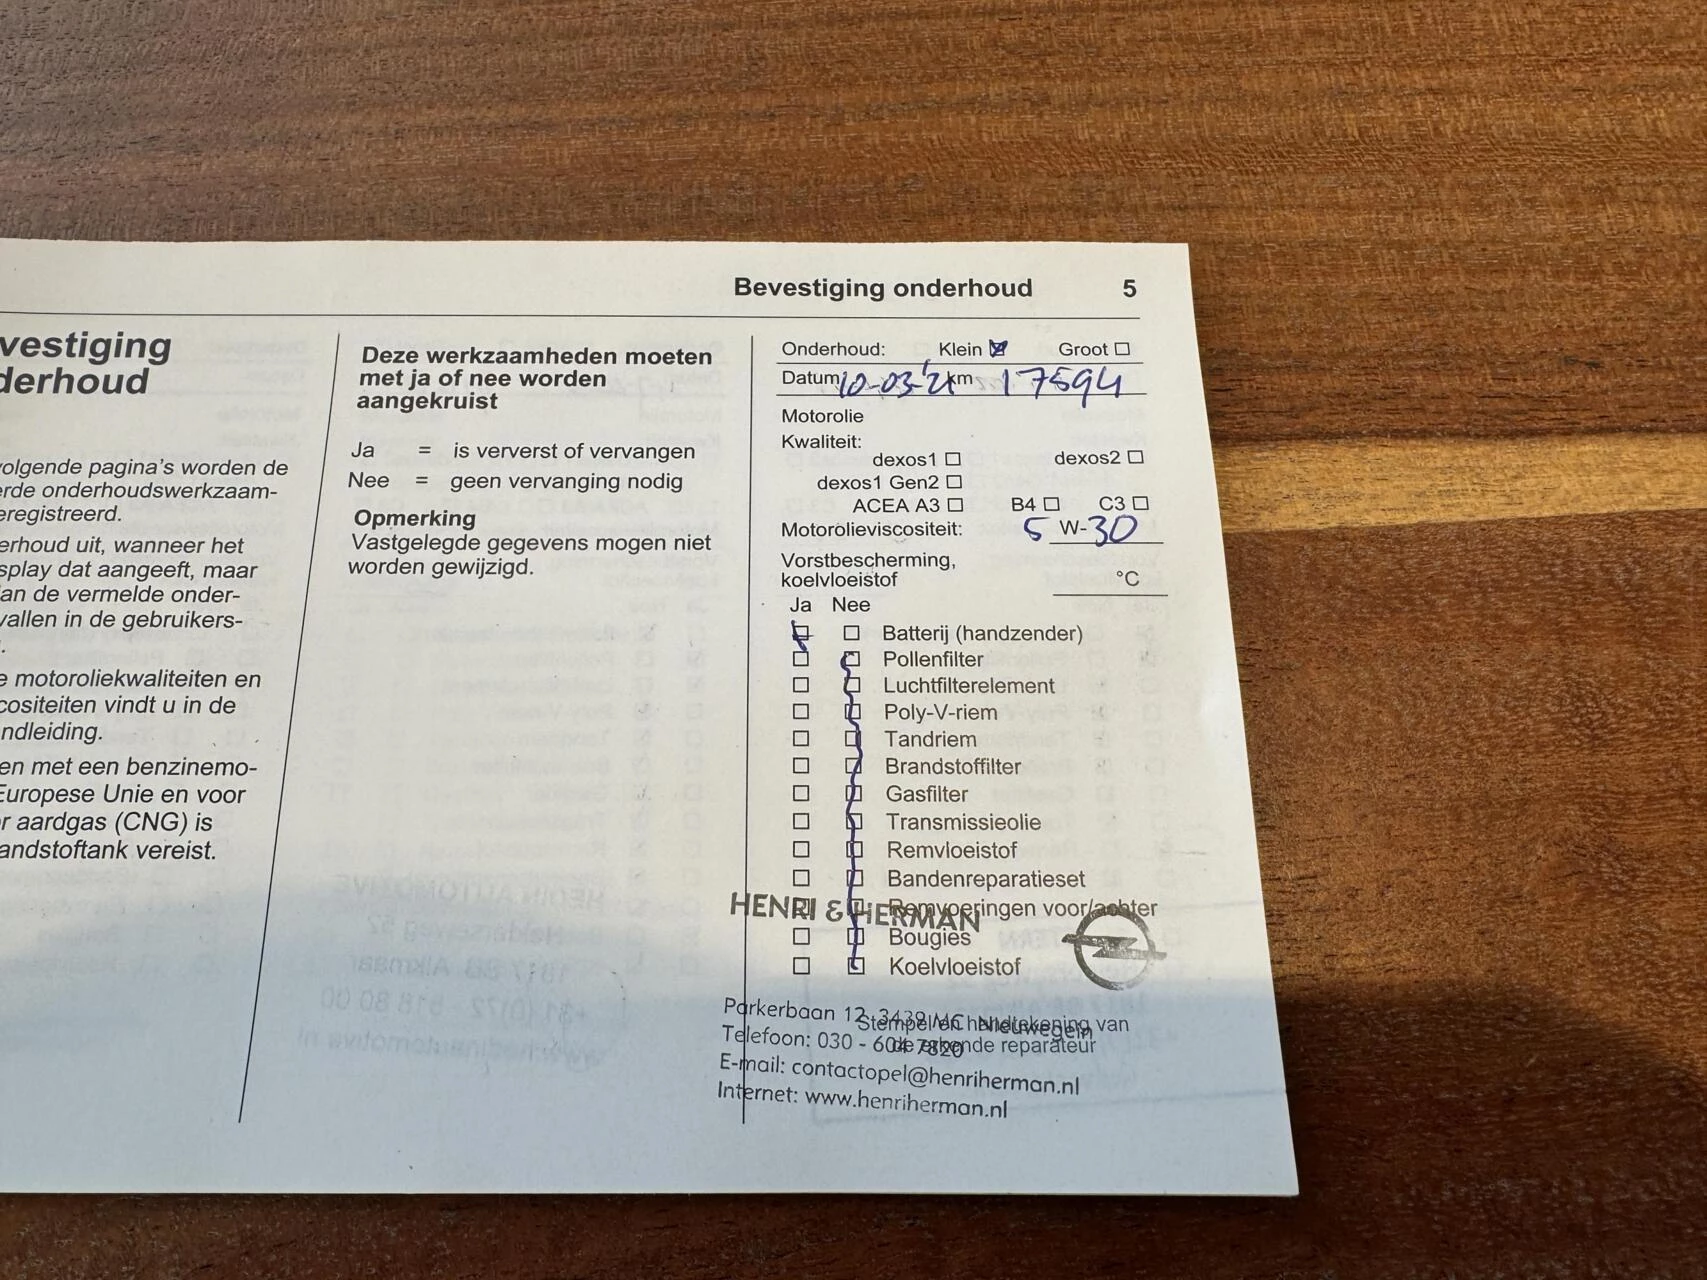 Bevestiging onderhoud 5
vestiging
derhoud
volgende pagina's worden de
erde onderhoudswerkzaam-
eregistreerd.
erhoud uit, wanneer het
splay dat aangeeft, maar
an de vermelde onder-
vallen in de gebruikers-
.
e motoroliekwaliteiten en
cositeiten vindt u in de
ndleiding.
en met een benzinemo-
Europese Unie en voor
r aardgas (CNG) is
andstoftank vereist.
Deze werkzaamheden moeten
met ja of nee worden
aangekruist
Ja = is ververst of vervangen
Nee = geen vervanging nodig
Opmerking
Vastgelegde gegevens mogen niet
worden gewijzigd.
Onderhoud: Klein Groot
Datum 10-03-'21 km 17594
Motorolie
Kwaliteit:
dexos1 dexos2
dexos1 Gen2
ACEA A3 B4 C3
Motorolieviscositeit: 5 W-30
Vorstbescherming,
koelvloeistof °C
Ja Nee
Batterij (handzender)
Pollenfilter
Luchtfilterelement
Poly-V-riem
Tandriem
Brandstoffilter
Gasfilter
Transmissieolie
Remvloeistof
Bandenreparatieset
Remvoeringen voor/achter
HENRI & HERMAN
Bougies
Koelvloeistof
Parkerbaan 12, 3439 MC Nieuwegein
Stempel en handtekening van
Telefoon: 030 - 604 7820
de erkende reparateur
E-mail: contactopel@henriherman.nl
Internet: www.henriherman.nl